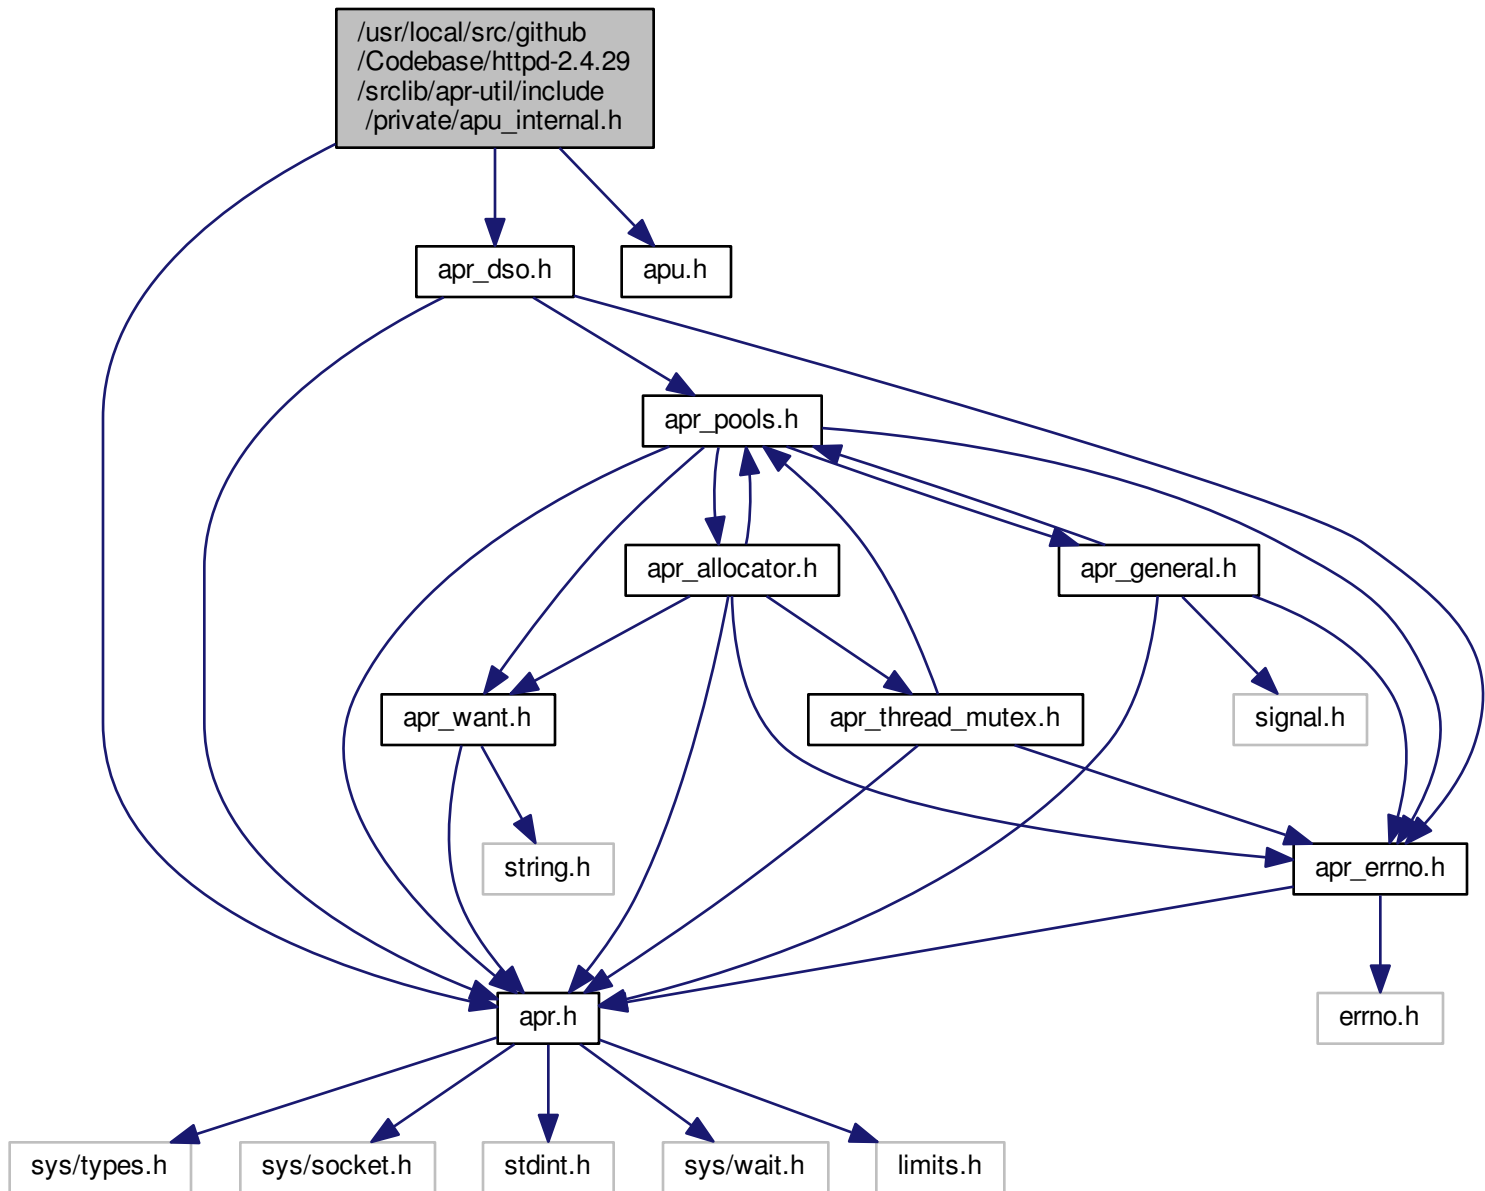 /usr/local/src/github
/Codebase/httpd-2.4.29
/srclib/apr-util/include
/private/apu_internal.h
apr_dso.h
apu.h
apr_pools.h
apr_allocator.h
apr_general.h
apr_want.h
apr_thread_mutex.h
signal.h
string.h
apr_errno.h
apr.h
errno.h
sys/types.h
sys/socket.h
stdint.h
sys/wait.h
limits.h